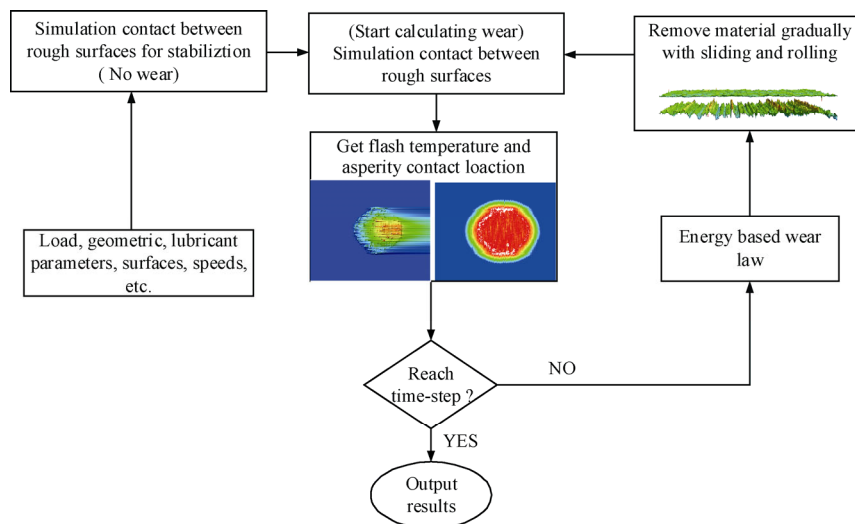 Simulation contact between
rough surfaces for stabiliztion
( No wear)
(Start calculating wear)
Simulation contact between
rough surfaces
Remove material gradually
with sliding and rolling
Get flash temperature and
asperity contact loaction
Load, geometric, lubricant
parameters, surfaces, speeds,
etc.
Energy based wear
law
Reach
time-step ?
NO
YES
Output
results